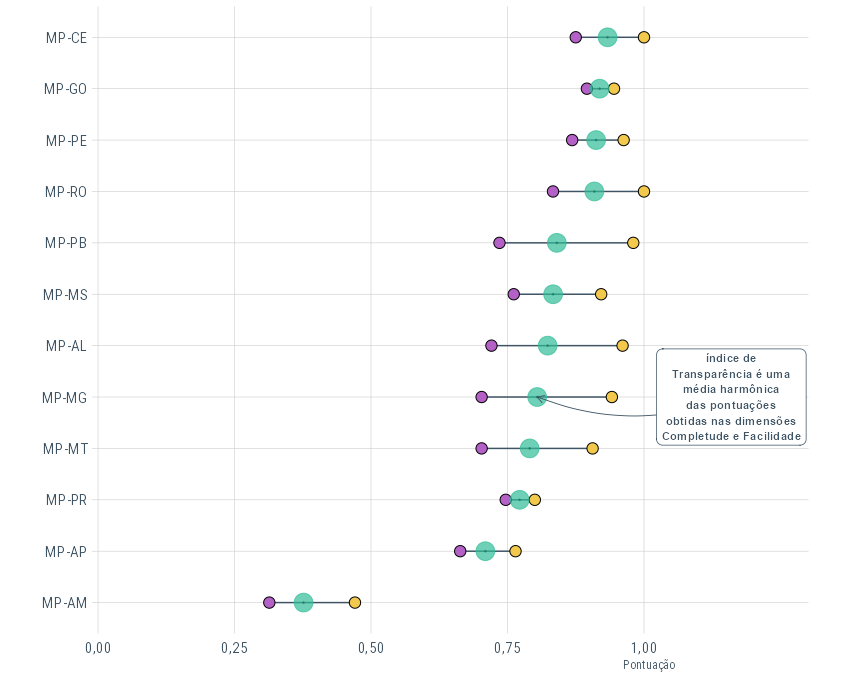 MP-CE
MP-GO
MP-PE
MP-RO
MP-PB
MP-MS
MP-AL
MP-MG
MP-MT
MP-PR
MP-AP
MP-AM
índice de
Transparência é uma
média harmônica
das pontuações
obtidas nas dimensões
Completude e Facilidade
0,00
0,25
0,50
0,75
1,00
Pontuação